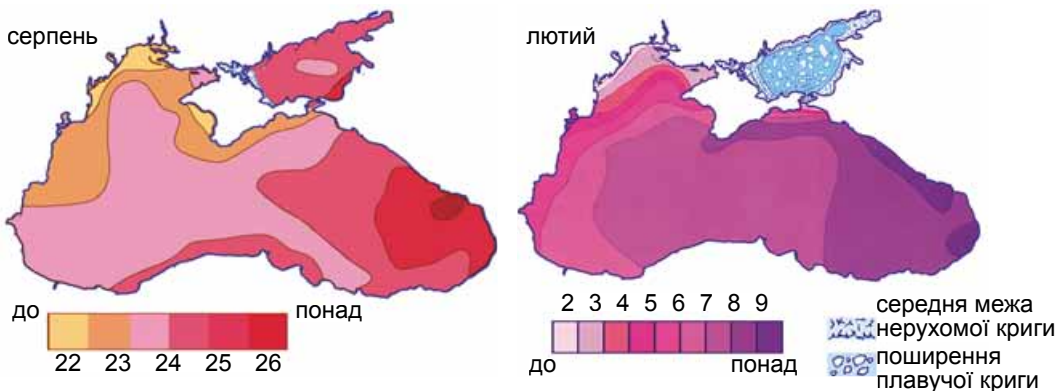 серпень
до понад
22 23 24 25 26
лютий
2 3 4 5 6 7 8 9
до понад
середня межа
нерухомої криги
поширення
плавучої криги